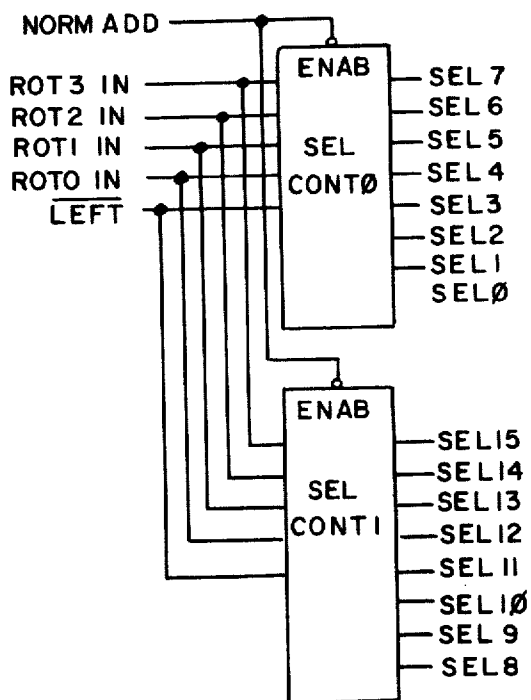 NORM ADD
ENAB
ROT3 IN
ROT2 IN
ROT1 IN
ROT0 IN
LEFT
SEL
CONTØ
SEL7
SEL6
SEL5
SEL4
SEL3
SEL2
SEL1
SELØ
ENAB
SEL
CONT1
SEL15
SEL14
SEL13
SEL12
SEL11
SEL1Ø
SEL9
SEL8